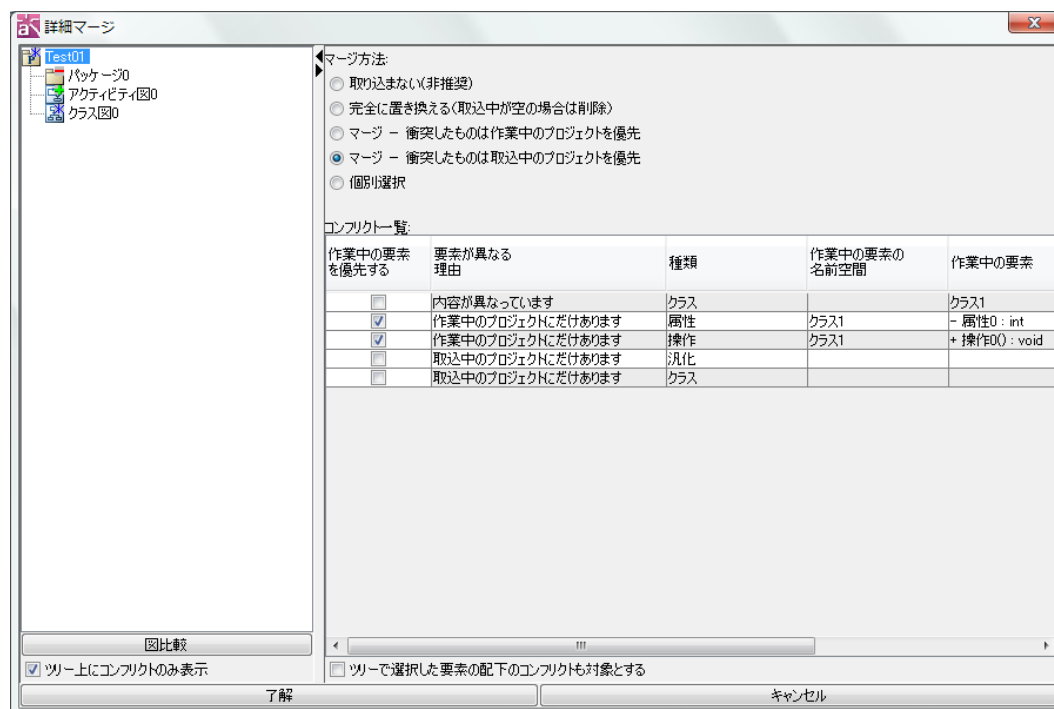 詳細マージ
Test01
パッケージ0
アクティビティ図0
クラス図0
図比較
ツリー上にコンフリクトのみ表示
マージ方法:
取り込まない(非推奨)
完全に置き換える(取込中が空の場合は削除)
マージ － 衝突したものは作業中のプロジェクトを優先
マージ － 衝突したものは取込中のプロジェクトを優先
個別選択
コンフリクト一覧:
作業中の要素を優先する 要素が異なる理由 種類 作業中の要素の名前空間 作業中の要素
内容が異なっています クラス クラス1
作業中のプロジェクトにだけあります 属性 クラス1 - 属性0 : int
作業中のプロジェクトにだけあります 操作 クラス1 + 操作0() : void
取込中のプロジェクトにだけあります 汎化
取込中のプロジェクトにだけあります クラス
ツリーで選択した要素の配下のコンフリクトも対象とする
了解 キャンセル